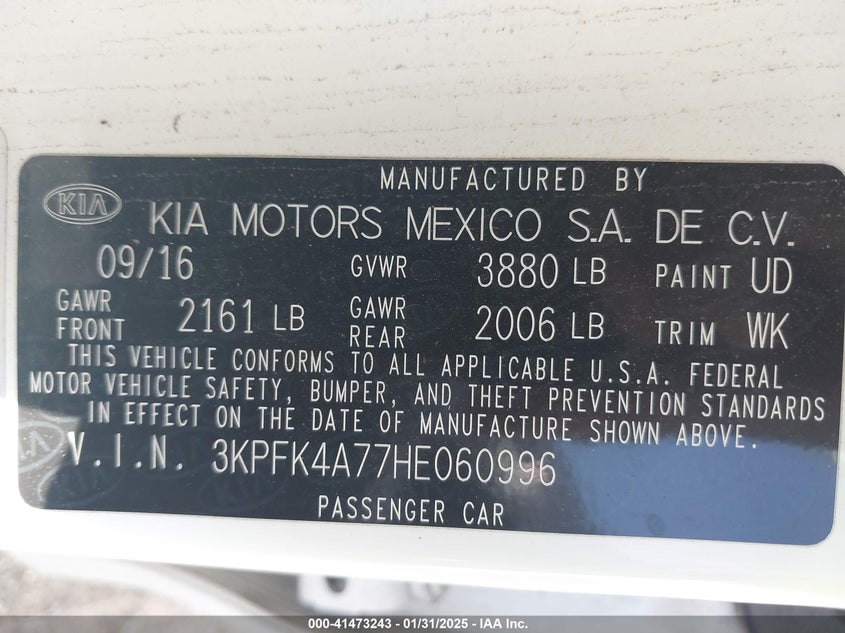 MANUFACTURED BY
KIA KIA MOTORS MEXICO S.A. DE C.V.
09/16 GVWR 3880 LB PAINT UD
GAWR FRONT 2161 LB GAWR REAR 2006 LB TRIM WK
THIS VEHICLE CONFORMS TO ALL APPLICABLE U.S.A. FEDERAL
MOTOR VEHICLE SAFETY, BUMPER, AND THEFT PREVENTION STANDARDS
IN EFFECT ON THE DATE OF MANUFACTURE SHOWN ABOVE.
V.I.N. 3KPFK4A77HE060996
PASSENGER CAR
000-41473243 - 01/31/2025 - IAA Inc.